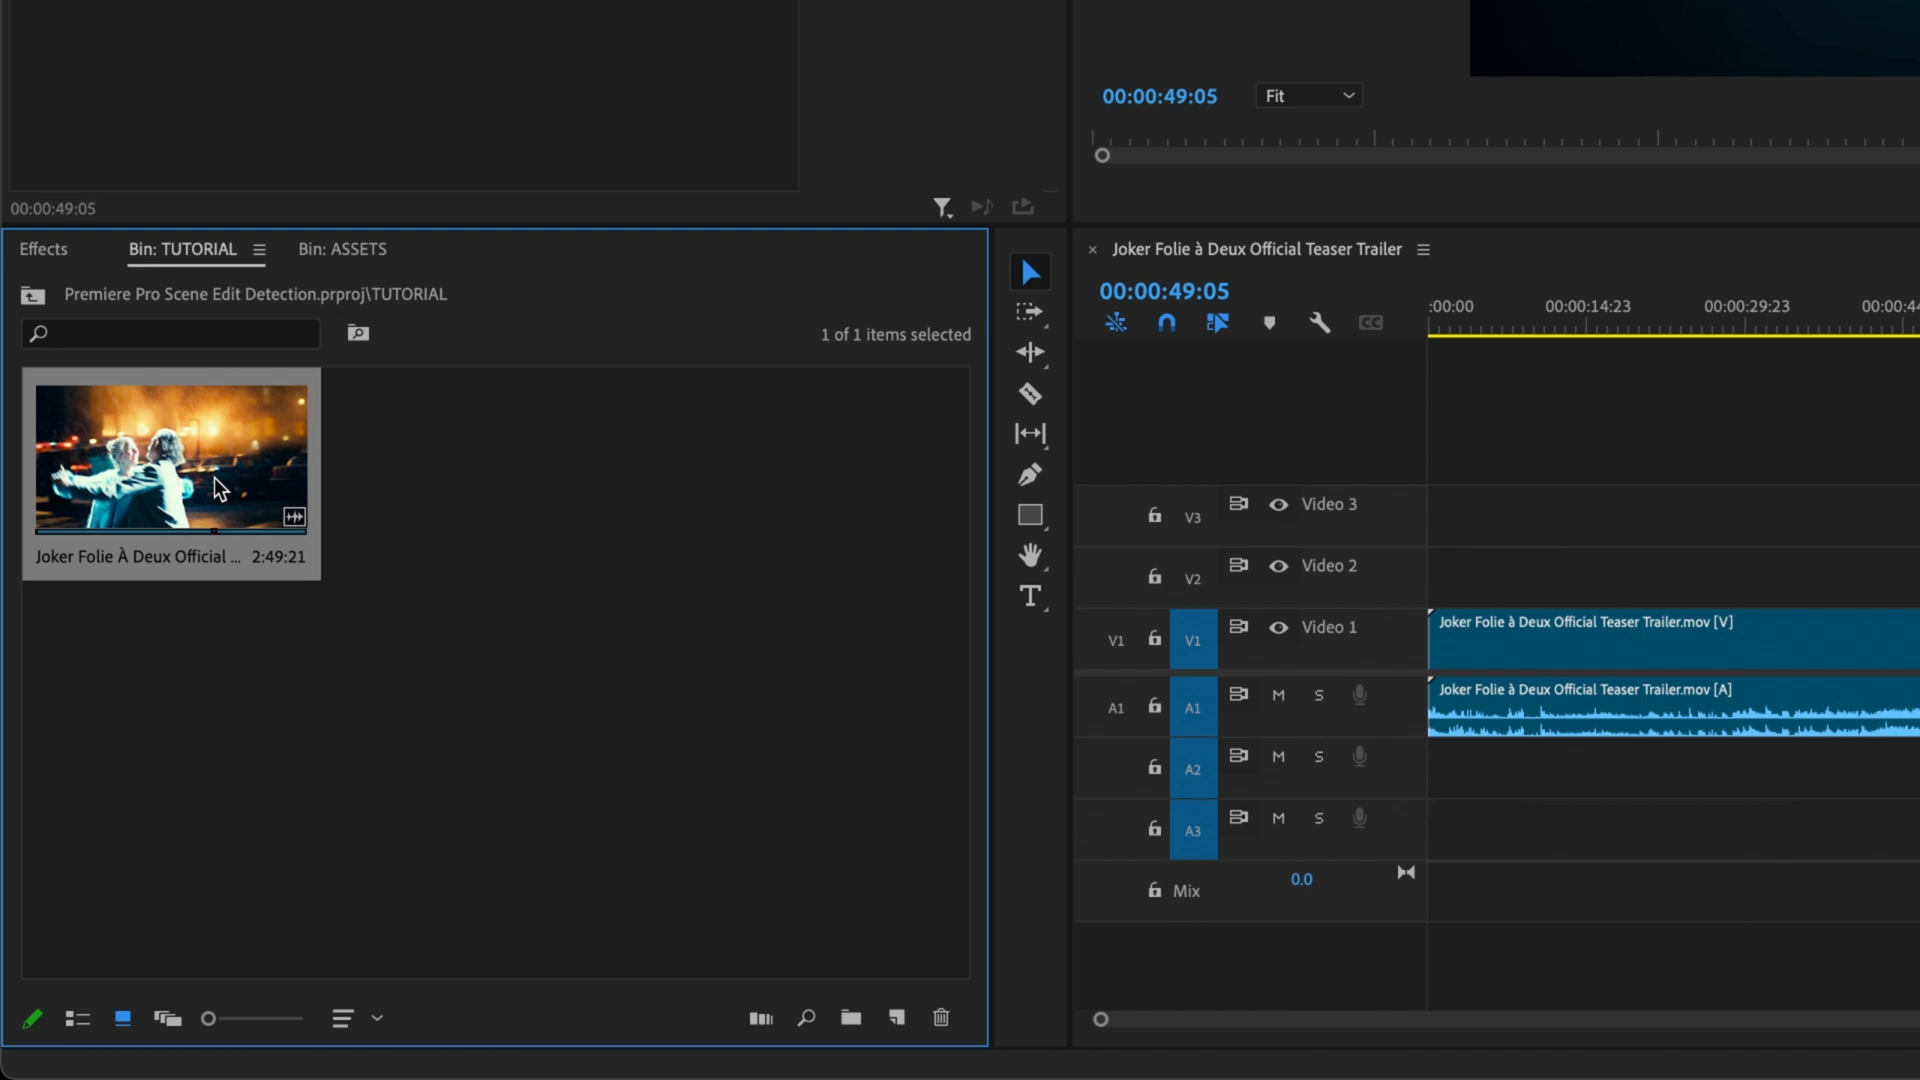 00:00:49:05
Fit
00:00:49:05
Effects
Bin: TUTORIAL
Bin: ASSETS
Premiere Pro Scene Edit Detection.prproj\TUTORIAL
1 of 1 items selected
Joker Folie À Deux Official ... 2:49:21
Joker Folie à Deux Official Teaser Trailer
00:00:49:05
:00:00 00:00:14:23 00:00:29:23 00:00:44
CC
V3 Video 3
V2 Video 2
V1 V1 Video 1
Joker Folie à Deux Official Teaser Trailer.mov [V]
A1 A1 M S
Joker Folie à Deux Official Teaser Trailer.mov [A]
A2 M S
A3 M S
Mix 0.0